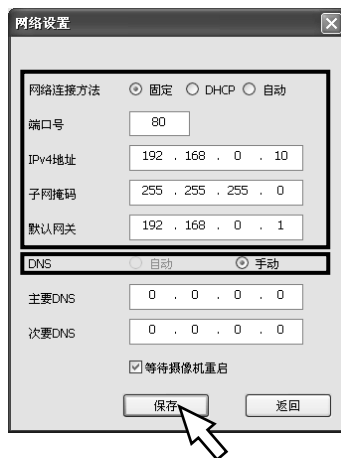 网络设置
网络连接方法 固定 DHCP 自动
端口号 80
IPv4地址 192 . 168 . 0 . 10
子网掩码 255 . 255 . 255 . 0
默认网关 192 . 168 . 0 . 1
DNS 自动 手动
主要DNS 0 . 0 . 0 . 0
次要DNS 0 . 0 . 0 . 0
等待摄像机重启
保存 返回